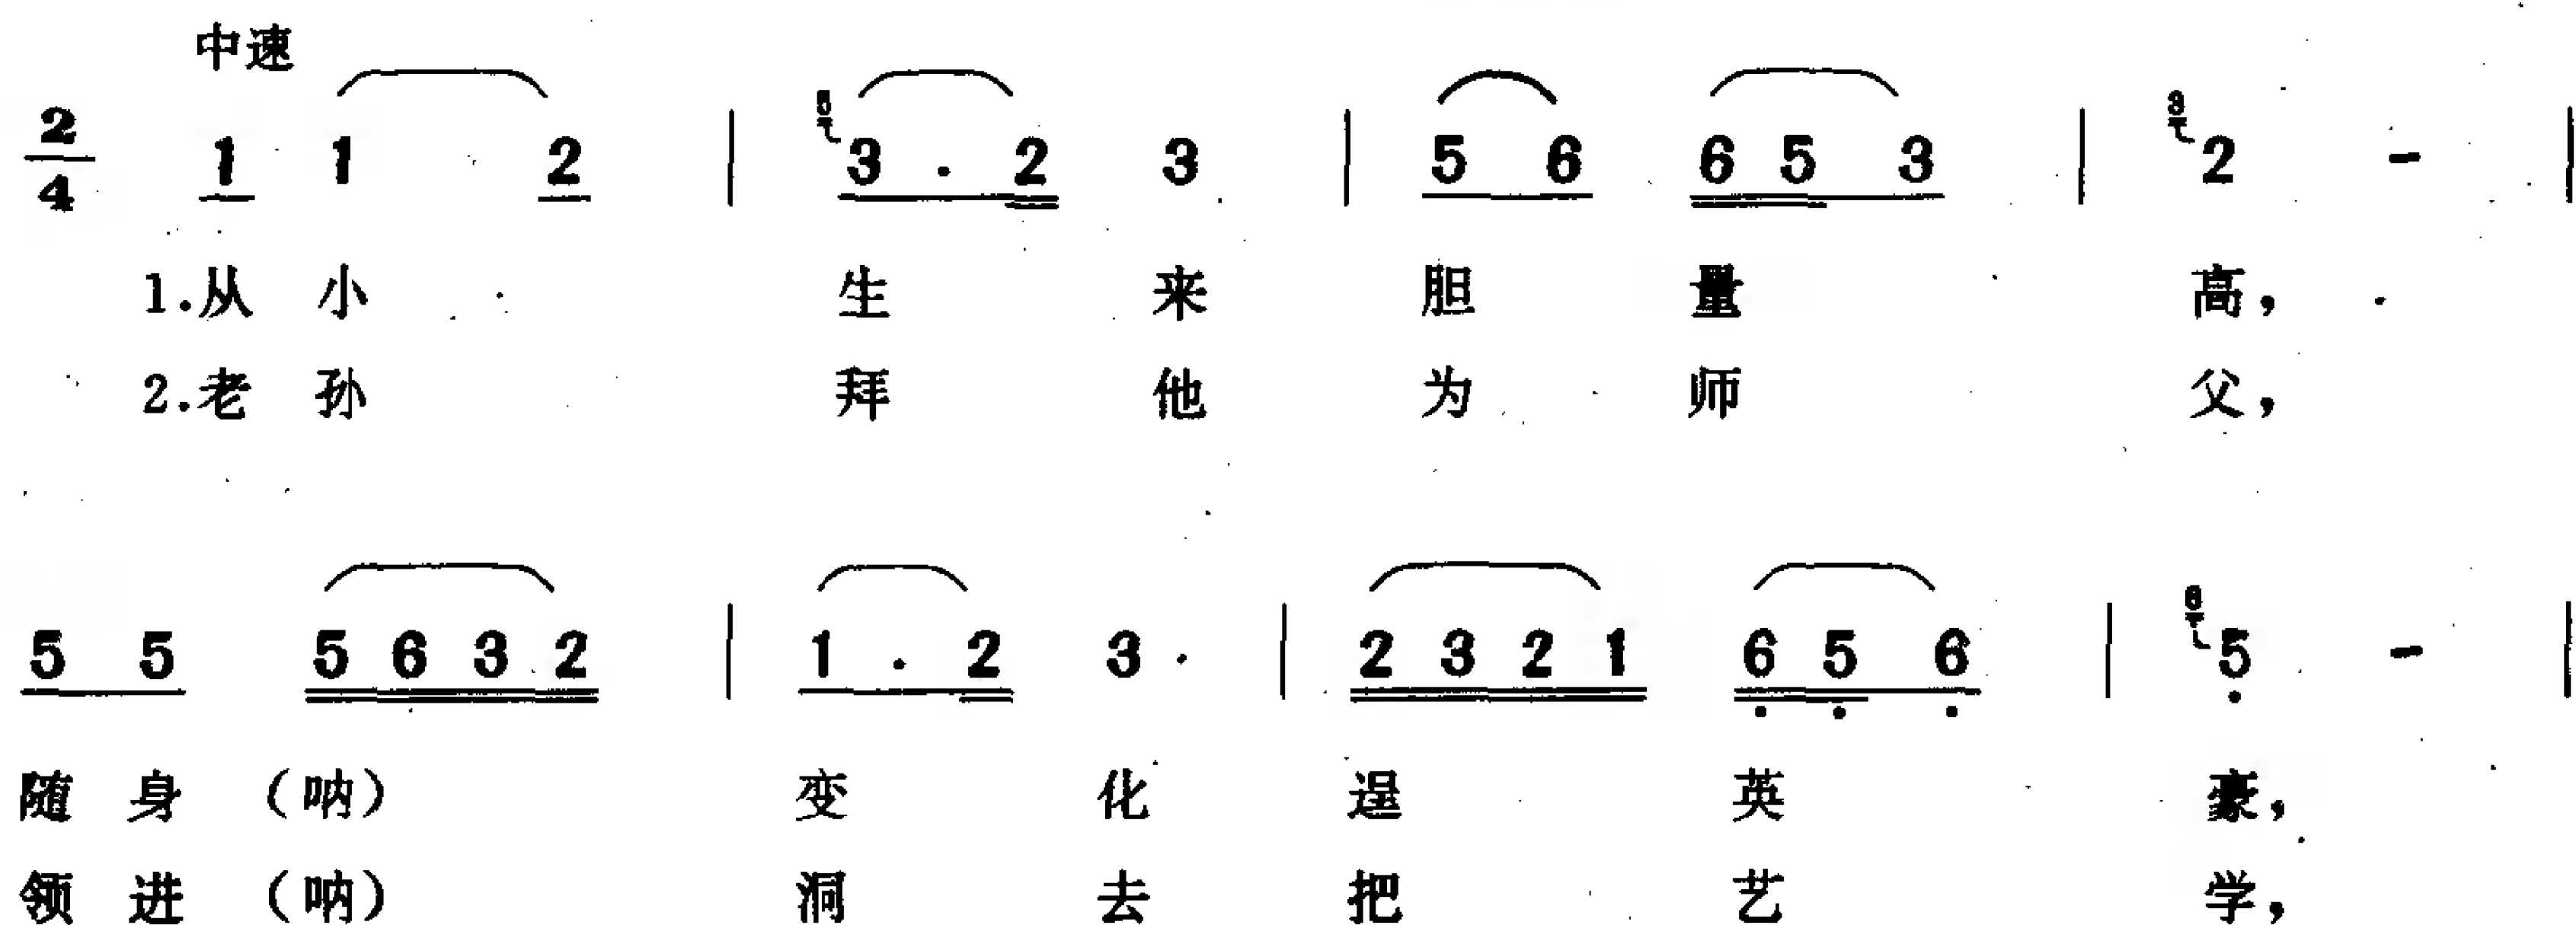 中速
2/4 1 1 2 | 5 3 . 2 3 | 5 6 6 5 3 | 3 2 - |
1.从 小 生 来 胆 量 高，
2.老 孙 拜 他 为 师 父，
5 5 5 6 3 2 | 1 . 2 3 | 2 3 2 1 6 5 6 | 6 5 - |
随 身 （呐） 变 化 逞 英 豪，
领 进 （呐） 洞 去 把 艺 学，